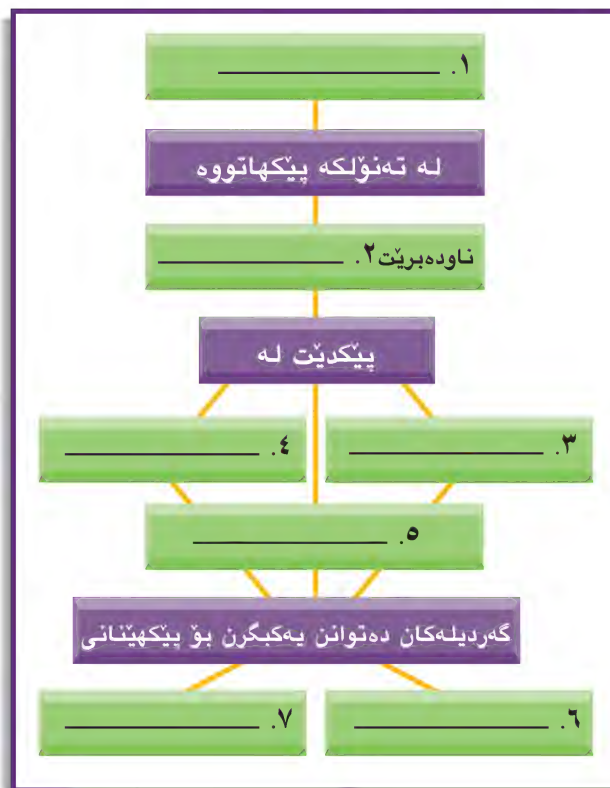 ١. ____________
لە تەنۆلکە پێکهاتووە
ناودەبرێت٢. ____________
پێکدێت لە
٣. ____________
٤. ____________
٥. ____________
گەردیلەکان دەتوانن یەکبگرن بۆ پێکهێنانی
٦. ____________
٧. ____________